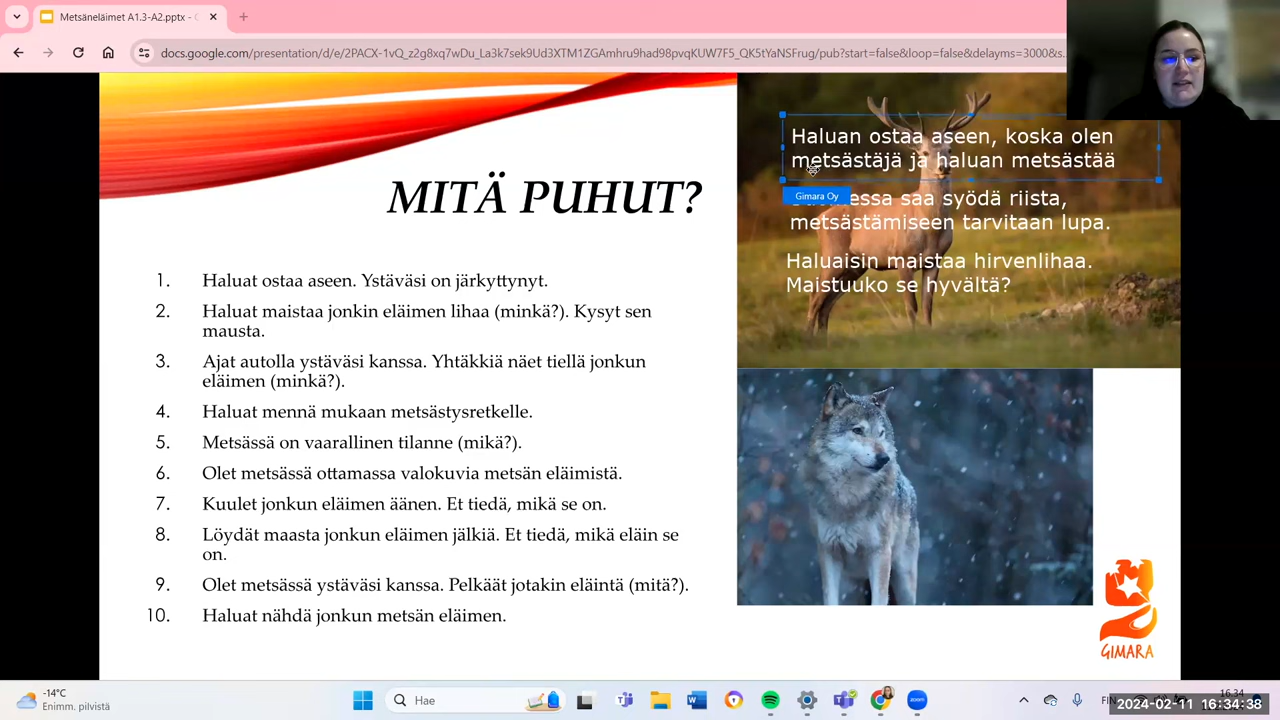 Metsäneläimet A1.3-A2.pptx -
docs.google.com/presentation/d/e/2PACX-1vQ_z2g8xq7wDu_La3k7sek9Ud3XTM1ZGAmhru9had98pvqKUW7F5_QK5tYaNSFrug/pub?start=false&loop=false&delayms=3000&s...
MITÄ PUHUT?
1. Haluat ostaa aseen. Ystäväsi on järkyttynyt.
2. Haluat maistaa jonkin eläimen lihaa (minkä?). Kysyt sen
mausta.
3. Ajat autolla ystäväsi kanssa. Yhtäkkiä näet tiellä jonkun
eläimen (minkä?).
4. Haluat mennä mukaan metsästysretkelle.
5. Metsässä on vaarallinen tilanne (mikä?).
6. Olet metsässä ottamassa valokuvia metsän eläimistä.
7. Kuulet jonkun eläimen äänen. Et tiedä, mikä se on.
8. Löydät maasta jonkun eläimen jälkiä. Et tiedä, mikä eläin se
on.
9. Olet metsässä ystäväsi kanssa. Pelkäät jotakin eläintä (mitä?).
10. Haluat nähdä jonkun metsän eläimen.
Haluan ostaa aseen, koska olen
metsästäjä ja haluan metsästää
Gimara Oy
essa saa syödä riista,
metsästämiseen tarvitaan lupa.
Haluaisin maistaa hirvenlihaa.
Maistuuko se hyvältä?
GIMARA
-14°C
Enimm. pilvistä
Hae
zoom
FIN
16.34
2024-02-11 16:34:38